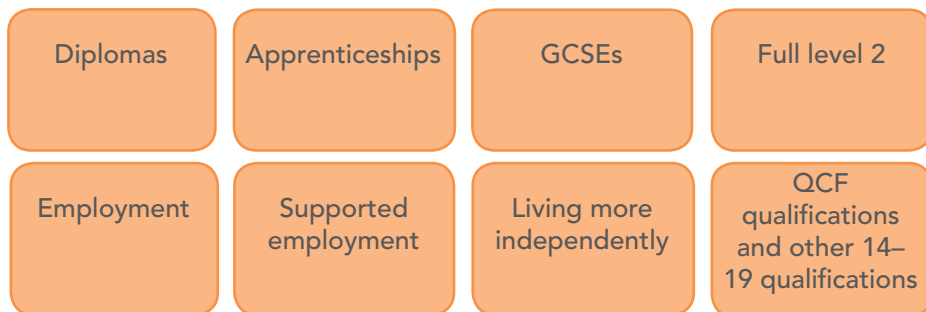 Diplomas
Apprenticeships
GCSEs
Full level 2
Employment
Supported
employment
Living more
independently
QCF
qualifications
and other 14–
19 qualifications